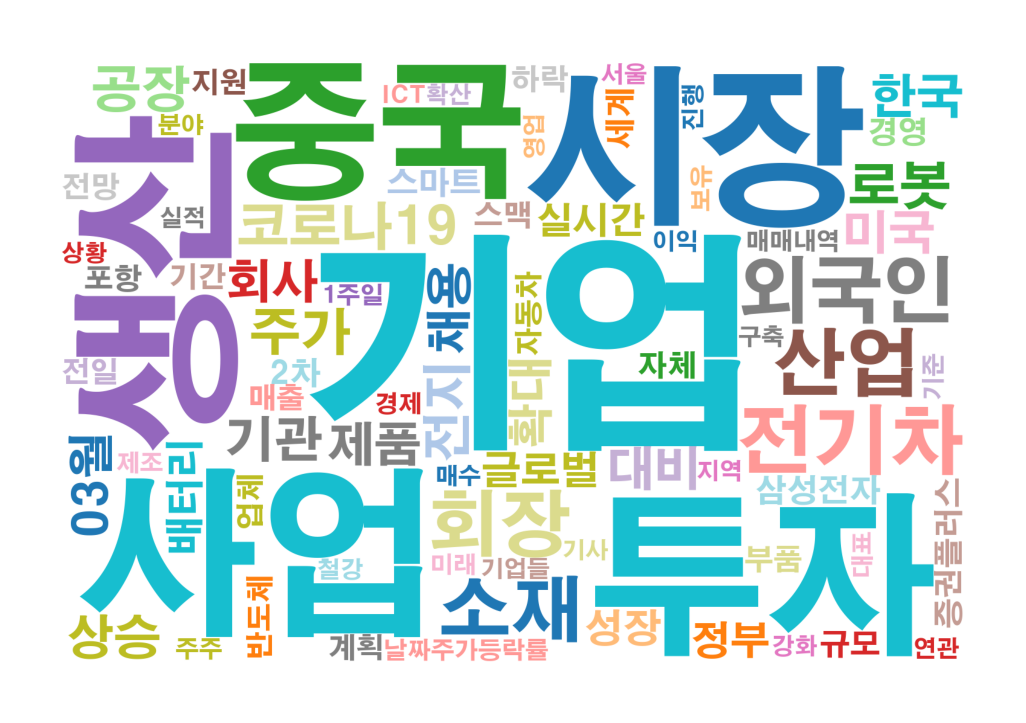 공장
지원
중국
ICT
확산
하락
시장
서울
한국
분야
영업
세계
진행
경영
생산
전망
실적
코로나19
스마트
스맥
실시간
보유
로봇
미국
상황
포항
기간
회사
1주일
기업
채용
자동차
이익
매매내역
외국인
주가
전일
2차
매출
경제
전지
확대
자체
구축
산업
기준
03월
제조
배터리
기관
제품
매수
글로벌
대비
지역
전기차
업체
사업
철강
회장
미래
기업들
기사
투자
삼성전자
부품
대표
증권플러스
상승
주주
반도체
계획
날짜주가등락률
소재
성장
정부
강화
규모
연관